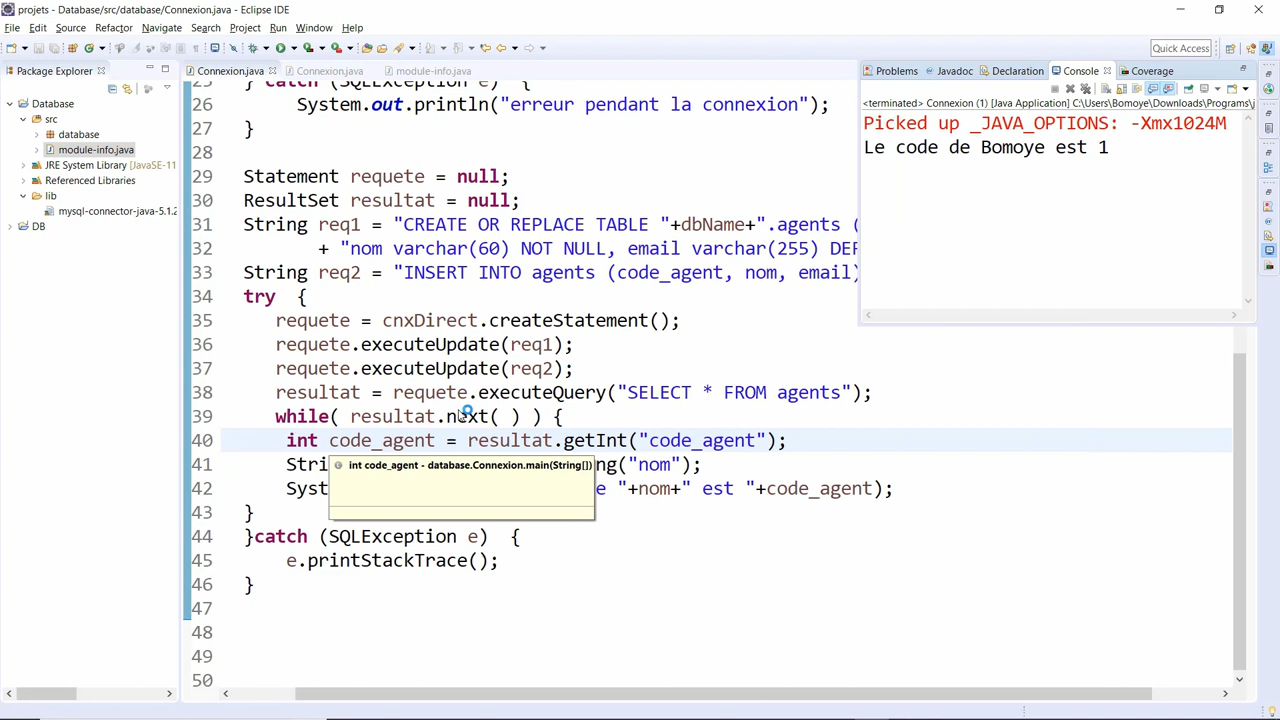 projets - Database/src/database/Connexion.java - Eclipse IDE
File Edit Source Refactor Navigate Search Project Run Window Help
Quick Access
Package Explorer
Connexion.java
Connexion.java
module-info.java
Problems
Javadoc
Declaration
Console
Coverage
<terminated> Connexion (1) [Java Application] C:\Users\Bomoye\Downloads\Programs\j
Picked up _JAVA_OPTIONS: -Xmx1024M
Le code de Bomoye est 1
Database
src
database
module-info.java
JRE System Library [JavaSE-11
Referenced Libraries
lib
mysql-connector-java-5.1.2
DB
25 } catch (SQLException e) {
26 System.out.println("erreur pendant la connexion");
27 }
28
29 Statement requete = null;
30 ResultSet resultat = null;
31 String req1 = "CREATE OR REPLACE TABLE "+dbName+".agents (
32 + "nom varchar(60) NOT NULL, email varchar(255) DEF
33 String req2 = "INSERT INTO agents (code_agent, nom, email)
34 try {
35 requete = cnxDirect.createStatement();
36 requete.executeUpdate(req1);
37 requete.executeUpdate(req2);
38 resultat = requete.executeQuery("SELECT * FROM agents");
39 while( resultat.next( ) ) {
40 int code_agent = resultat.getInt("code_agent");
41 Stri ng("nom");
42 Syst e "+nom+" est "+code_agent);
int code_agent - database.Connexion.main(String[])
43 }
44 }catch (SQLException e) {
45 e.printStackTrace();
46 }
47
48
49
50